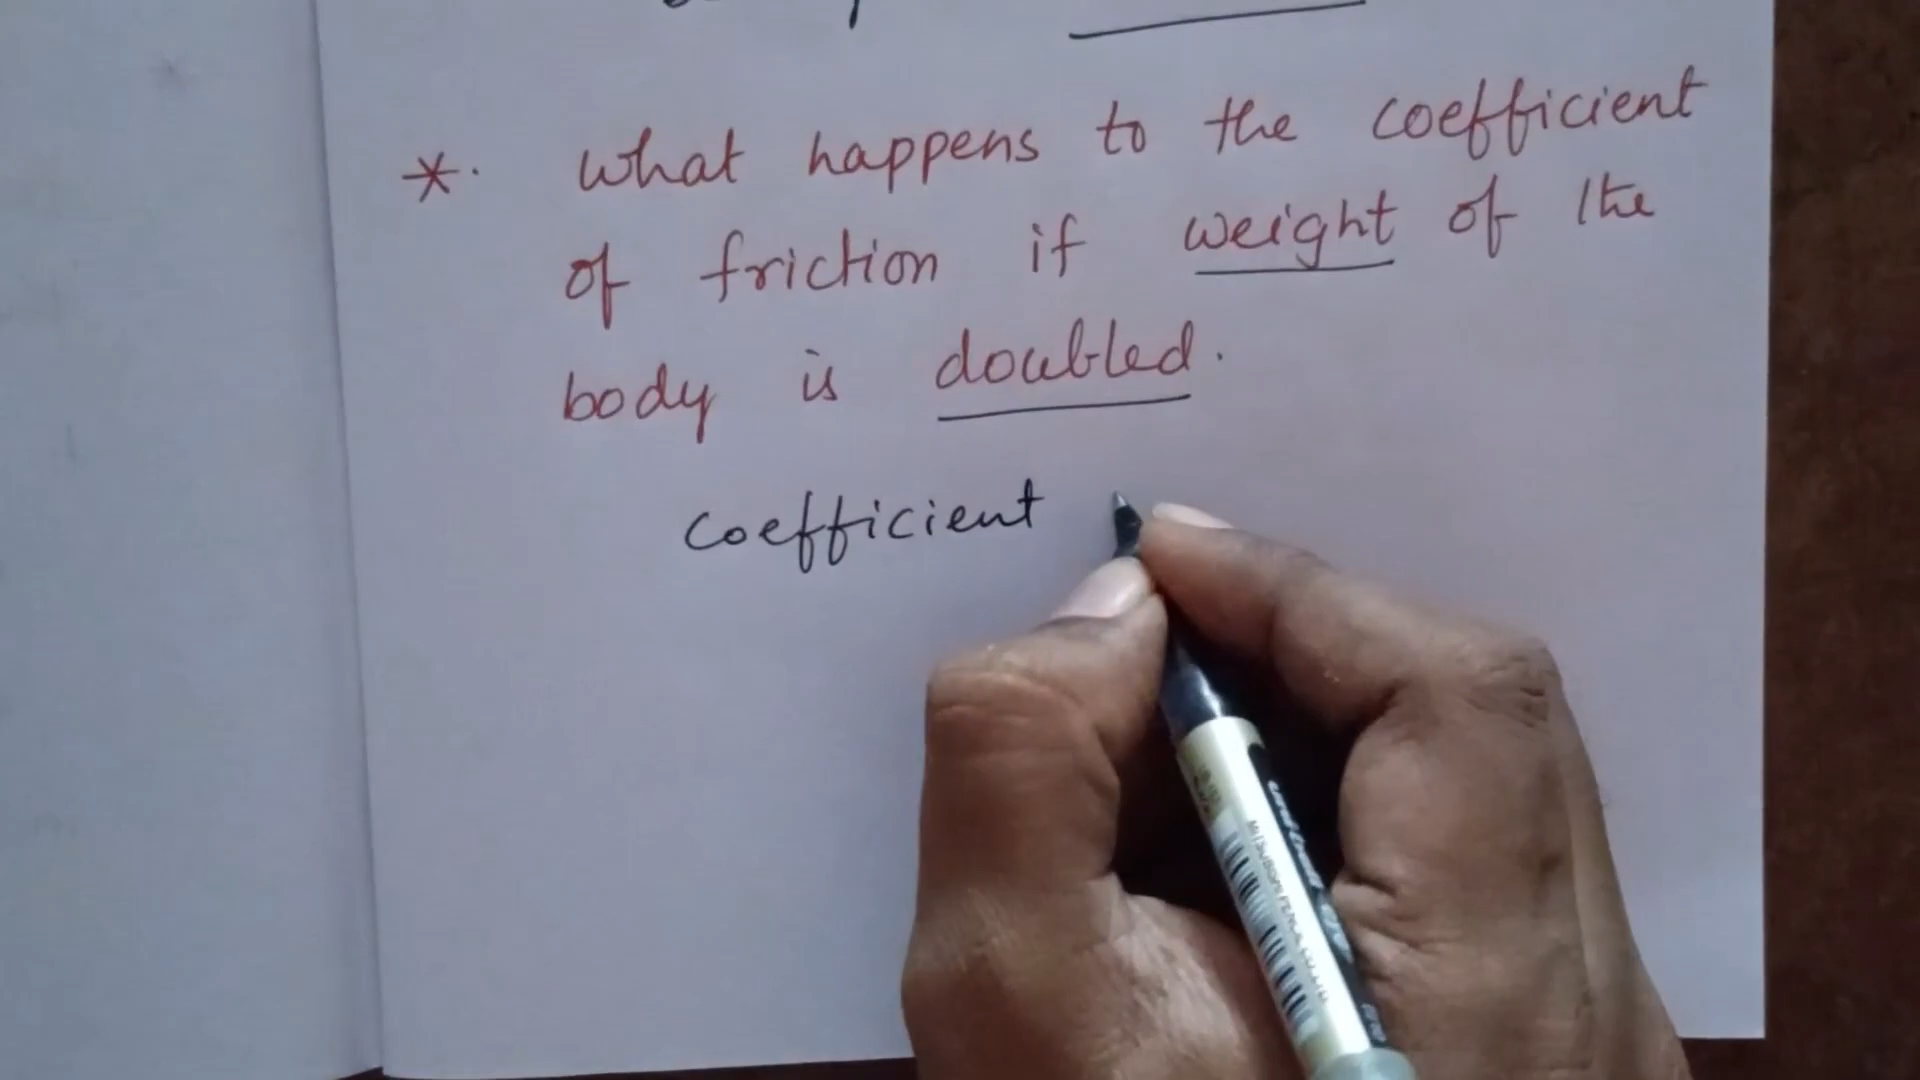 *. What happens to the coefficient
of friction if weight of the
body is doubled.
Coefficient